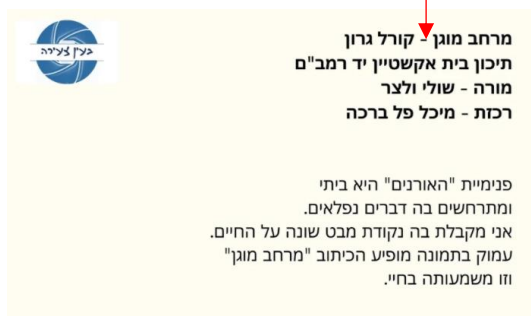 מרחב מוגן - קורל גרון
תיכון בית אקשטיין יד רמב"ם
מורה - שולי ולצר
רכזת - מיכל פל ברכה
בעין צעירה
פנימיית "האורנים" היא ביתי
ומתרחשים בה דברים נפלאים.
אני מקבלת בה נקודת מבט שונה על החיים.
עמוק בתמונה מופיע הכיתוב "מרחב מוגן"
וזו משמעותה בחיי.